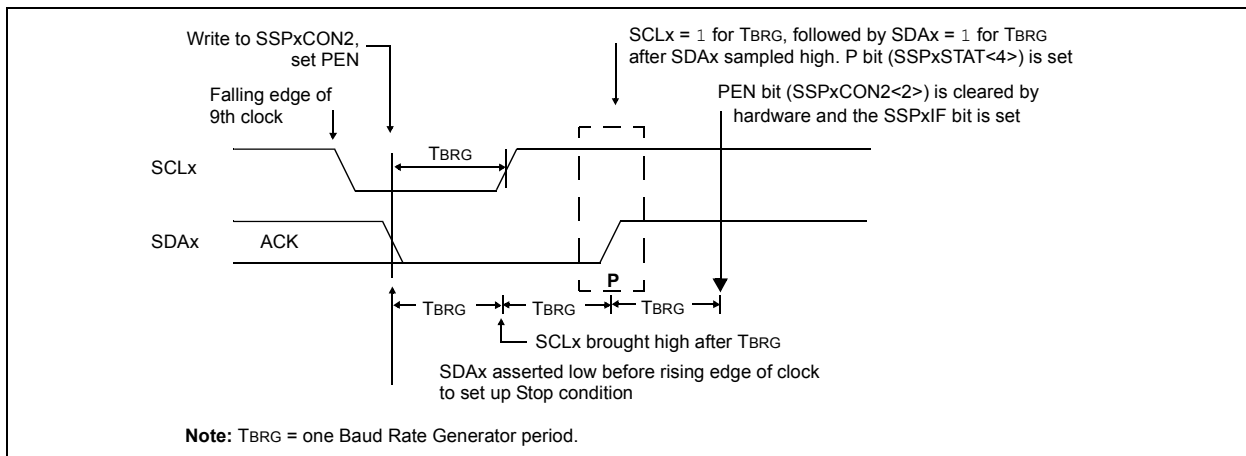 Write to SSPxCON2,
set PEN
SCLx = 1 for TBRG, followed by SDAx = 1 for TBRG
after SDAx sampled high. P bit (SSPxSTAT<4>) is set
Falling edge of
9th clock
PEN bit (SSPxCON2<2>) is cleared by
hardware and the SSPxIF bit is set
TBRG
SCLx
SDAx
ACK
P
TBRG
TBRG
TBRG
SCLx brought high after TBRG
SDAx asserted low before rising edge of clock
to set up Stop condition
Note: TBRG = one Baud Rate Generator period.